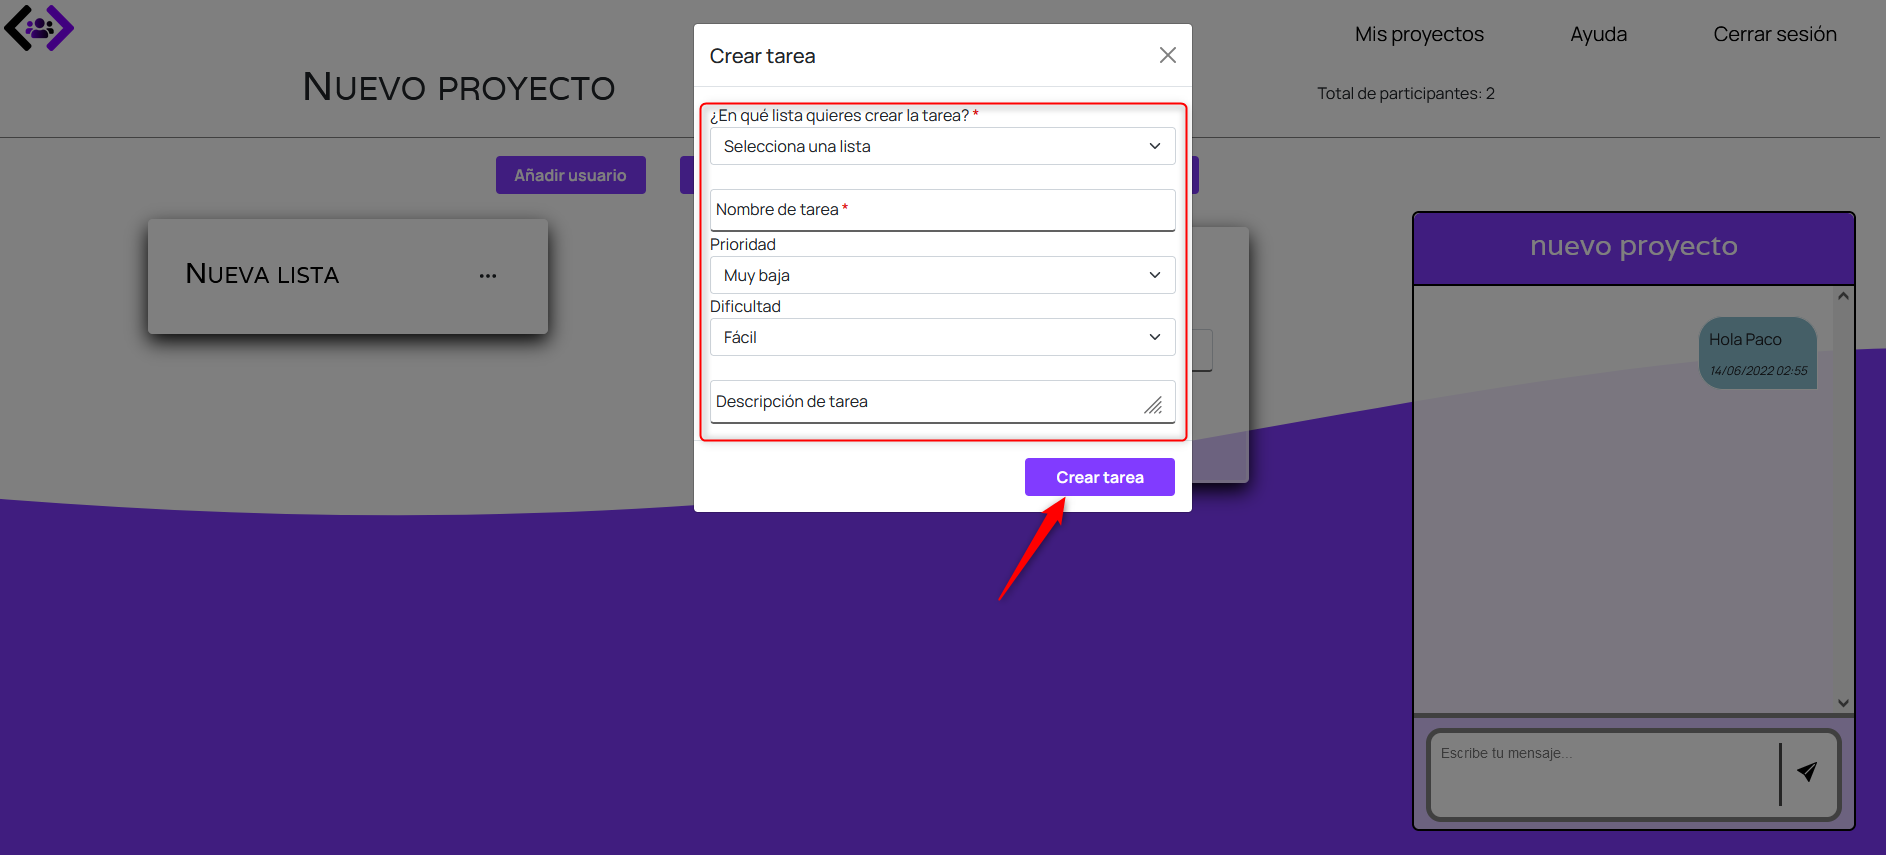 Mis proyectos
Ayuda
Cerrar sesión
Nuevo proyecto
Total de participantes: 2
Añadir usuario
Nueva lista
Crear tarea
¿En qué lista quieres crear la tarea? *
Selecciona una lista
Nombre de tarea *
Prioridad
Muy baja
Dificultad
Fácil
Descripción de tarea
Crear tarea
nuevo proyecto
Hola Paco
14/06/2022 02:55
Escribe tu mensaje...